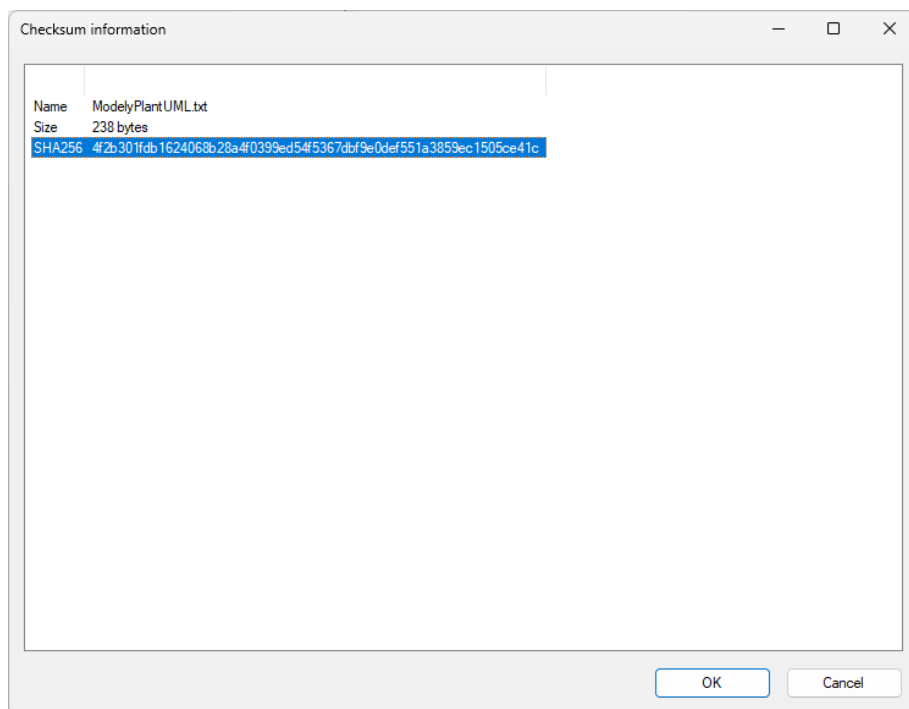 Checksum information
Name ModelyPlantUML.txt
Size 238 bytes
SHA256 4f2b301fdb1624068b28a4f0399ed54f5367dbf9e0def551a3859ec1505ce41c
OK
Cancel